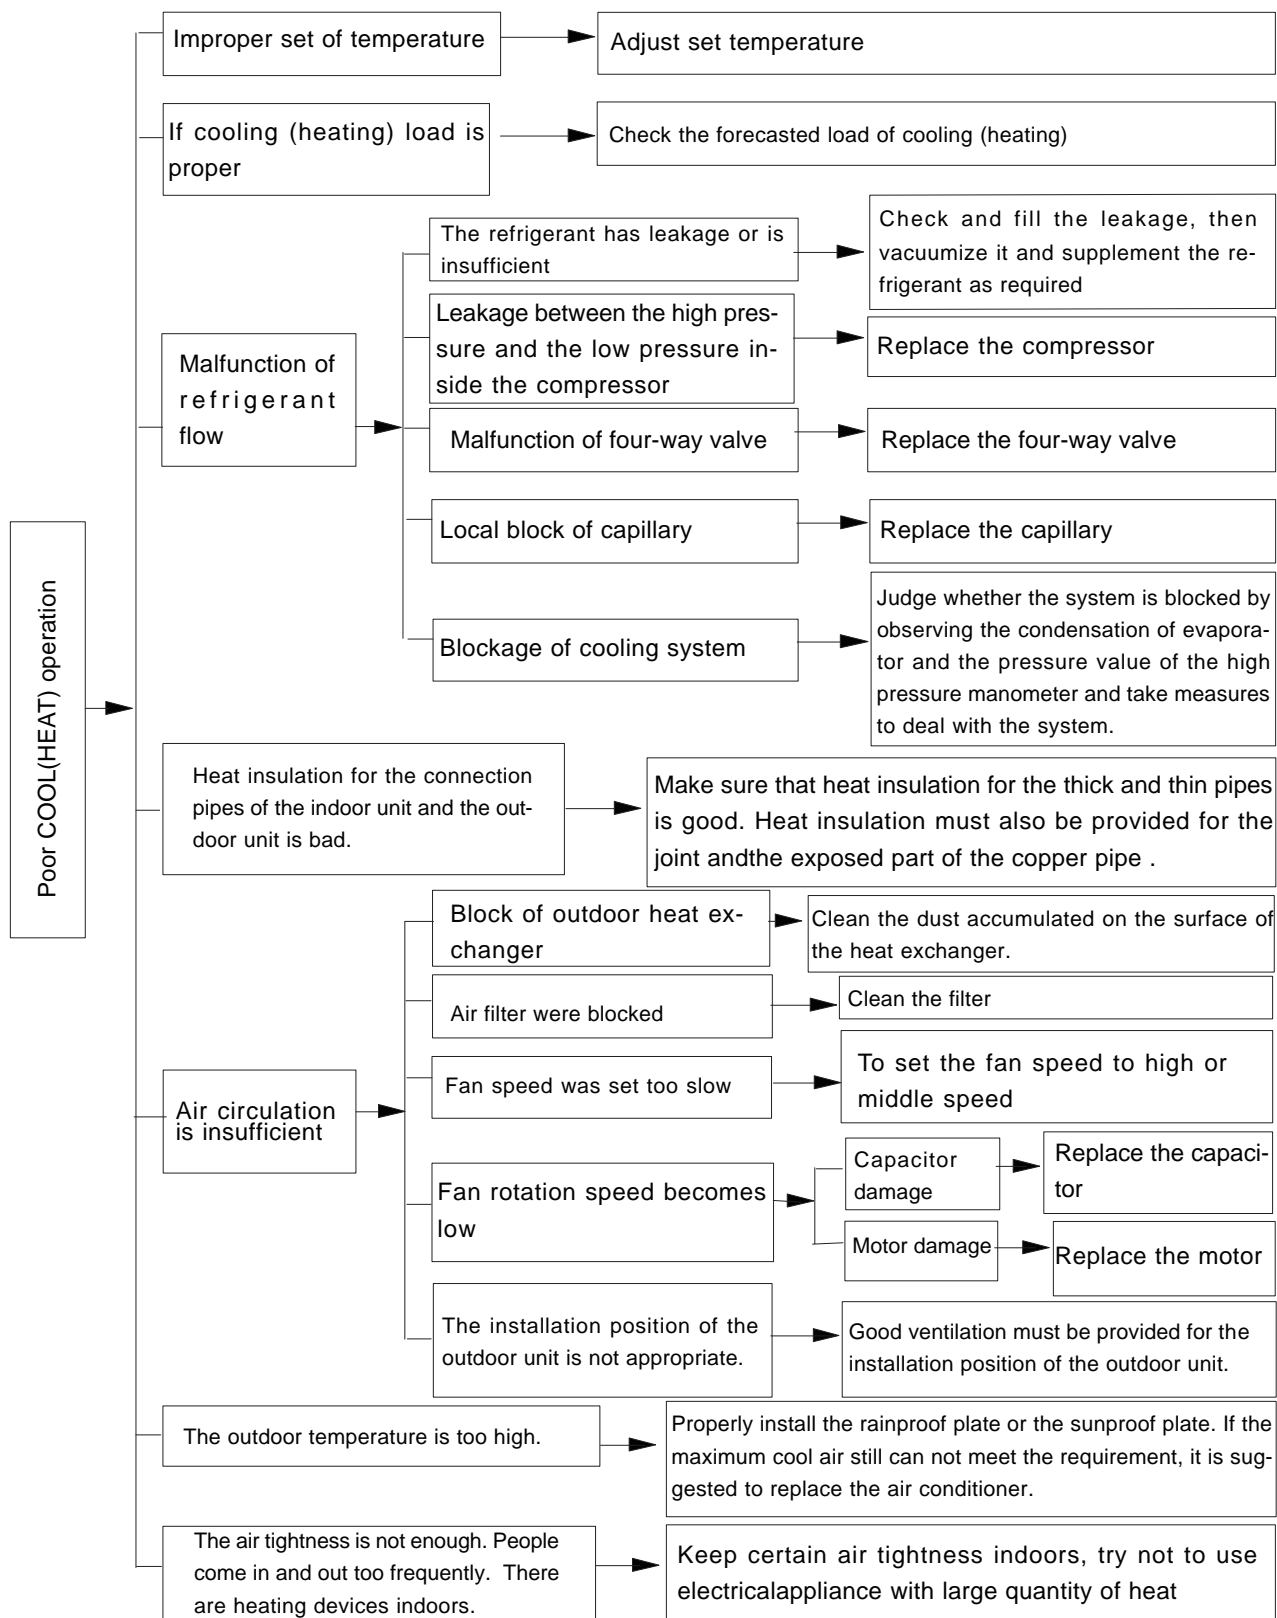 Poor COOL(HEAT) operation
Improper set of temperature
Adjust set temperature
If cooling (heating) load is
proper
Check the forecasted load of cooling (heating)
Malfunction of
refrigerant
flow
The refrigerant has leakage or is
insufficient
Check and fill the leakage, then
vacuumize it and supplement the re-
frigerant as required
Leakage between the high pres-
sure and the low pressure in-
side the compressor
Replace the compressor
Malfunction of four-way valve
Replace the four-way valve
Local block of capillary
Replace the capillary
Blockage of cooling system
Judge whether the system is blocked by
observing the condensation of evapora-
tor and the pressure value of the high
pressure manometer and take measures
to deal with the system.
Heat insulation for the connection
pipes of the indoor unit and the out-
door unit is bad.
Make sure that heat insulation for the thick and thin pipes
is good. Heat insulation must also be provided for the
joint andthe exposed part of the copper pipe .
Air circulation
is insufficient
Block of outdoor heat ex-
changer
Clean the dust accumulated on the surface of
the heat exchanger.
Air filter were blocked
Clean the filter
Fan speed was set too slow
To set the fan speed to high or
middle speed
Fan rotation speed becomes
low
Capacitor
damage
Replace the capaci-
tor
Motor damage
Replace the motor
The installation position of the
outdoor unit is not appropriate.
Good ventilation must be provided for the
installation position of the outdoor unit.
The outdoor temperature is too high.
Properly install the rainproof plate or the sunproof plate. If the
maximum cool air still can not meet the requirement, it is sug-
gested to replace the air conditioner.
The air tightness is not enough. People
come in and out too frequently. There
are heating devices indoors.
Keep certain air tightness indoors, try not to use
electricalappliance with large quantity of heat